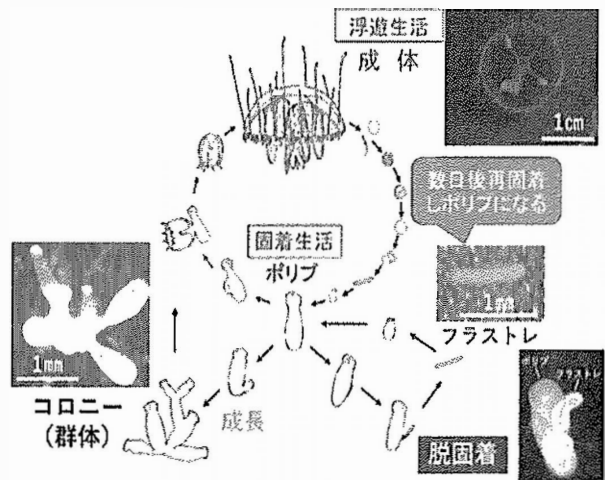 浮遊生活
成体
1cm
数日後再固着
しポリプになる
固着生活
ポリプ
1mm
フラストレ
1mm
コロニー
(群体)
成長
ポリプ
フラストレ
脱固着